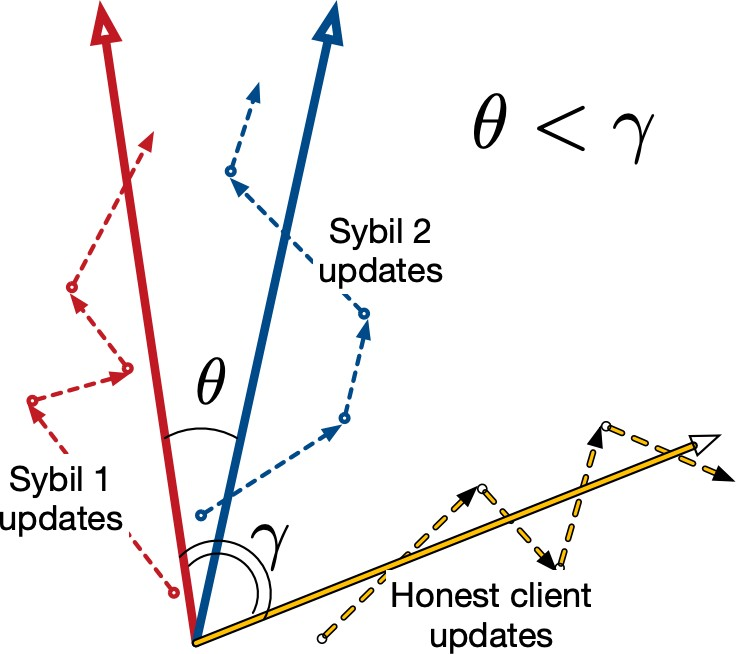 θ < γ
Sybil 2
updates
θ
Sybil 1
updates
γ
Honest client
updates